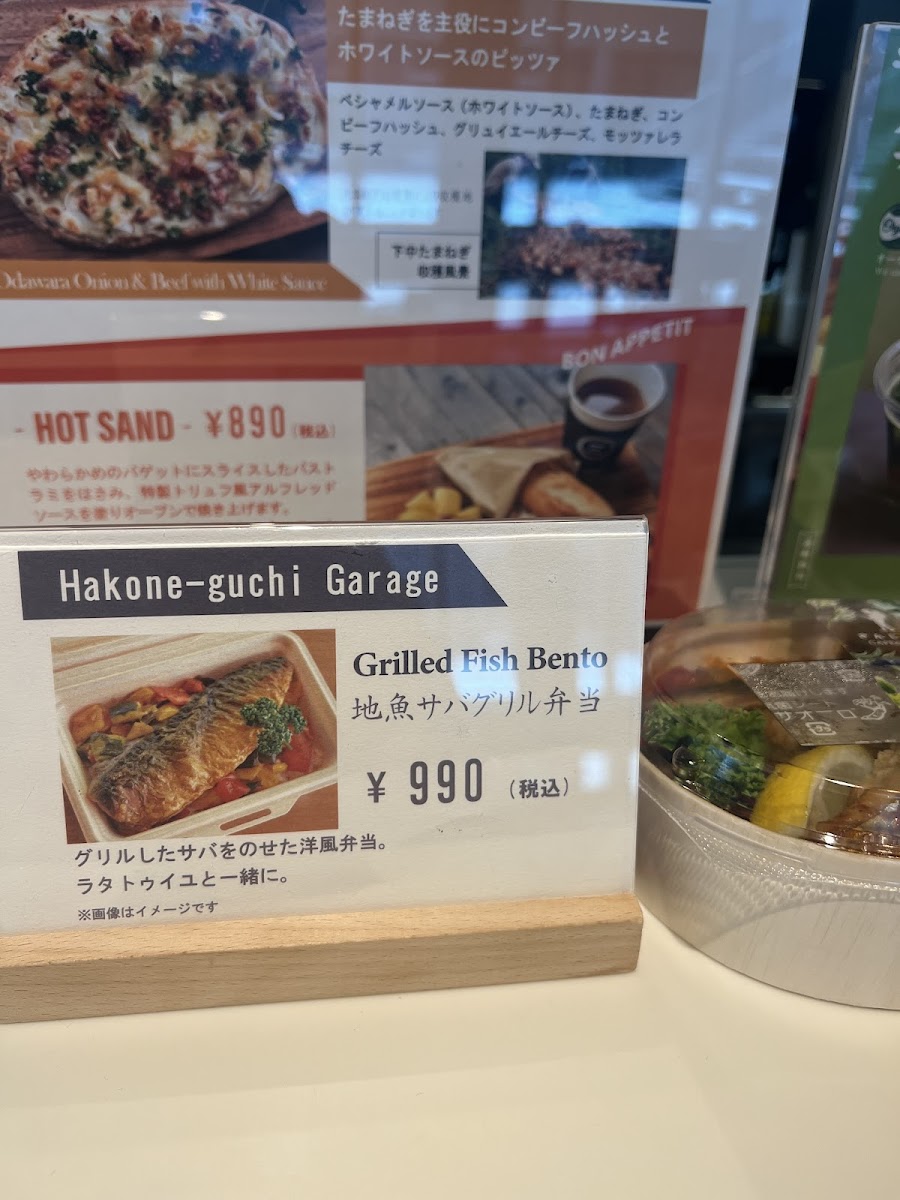 たまねぎを主役にコンビーフハッシュと
ホワイトソースのピッツァ
ベシャメルソース（ホワイトソース）、たまねぎ、コン
ビーフハッシュ、グリュイエールチーズ、モッツァレラ
チーズ
下中たまねぎ
収穫風景
Odawara Onion & Beef with White Sauce
BON APPETIT
- HOT SAND - ¥890（税込）
やわらかめのバゲットにスライスしたパスト
ラミをはさみ、特製トリュフ風アルフレッド
ソースを塗りオーブンで焼き上げます。
Hakone-guchi Garage
Grilled Fish Bento
地魚サバグリル弁当
¥ 990（税込）
グリルしたサバをのせた洋風弁当。
ラタトゥイユと一緒に。
※画像はイメージです